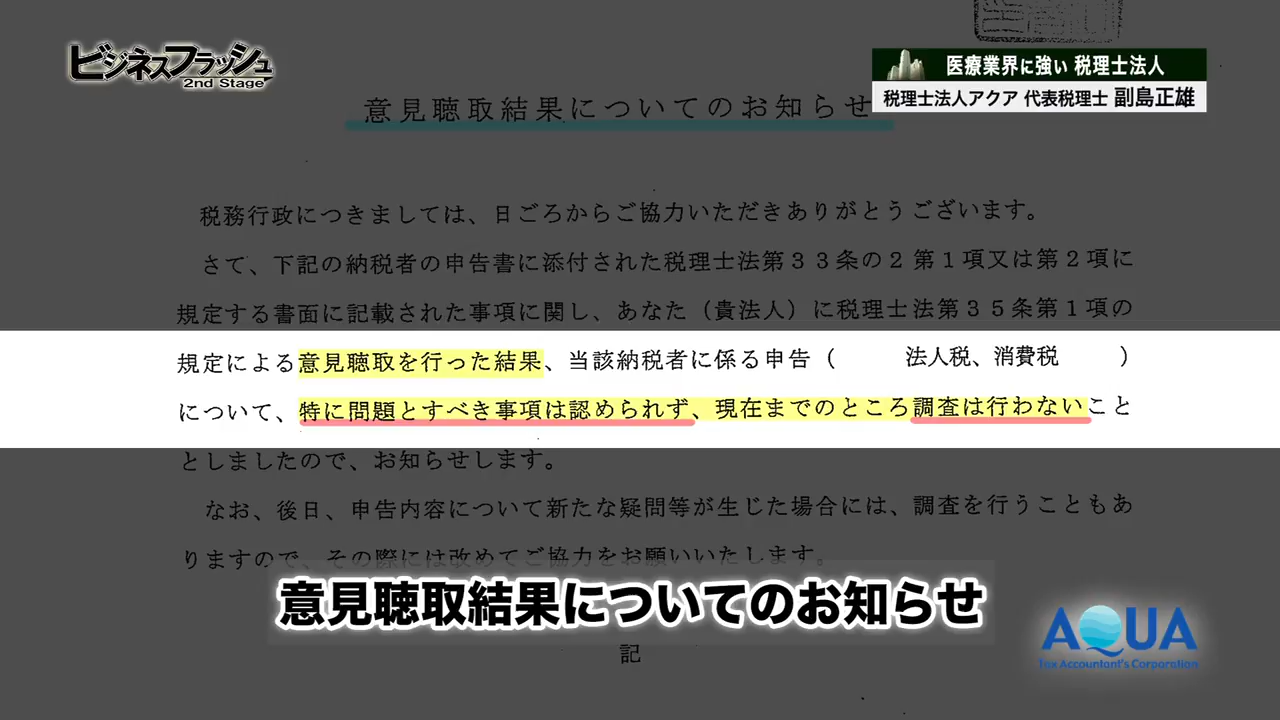 ビジネスフラッシュ
2nd Stage
医療業界に強い 税理士法人
税理士法人アクア 代表税理士 副島正雄
意見聴取結果についてのお知らせ
税務行政につきましては、日ごろからご協力いただきありがとうございます。
さて、下記の納税者の申告書に添付された税理士法第３３条の２第１項又は第２項に
規定する書面に記載された事項に関し、あなた（貴法人）に税理士法第３５条第１項の
規定による意見聴取を行った結果、当該納税者に係る申告（　法人税、消費税　）
について、特に問題とすべき事項は認められず、現在までのところ調査は行わないこと
としましたので、お知らせします。
なお、後日、申告内容について新たな疑問等が生じた場合には、調査を行うこともあ
りますので、その際には改めてご協力をお願いいたします。
意見聴取結果についてのお知らせ
記
AQUA
Tax Accountant's Corporation